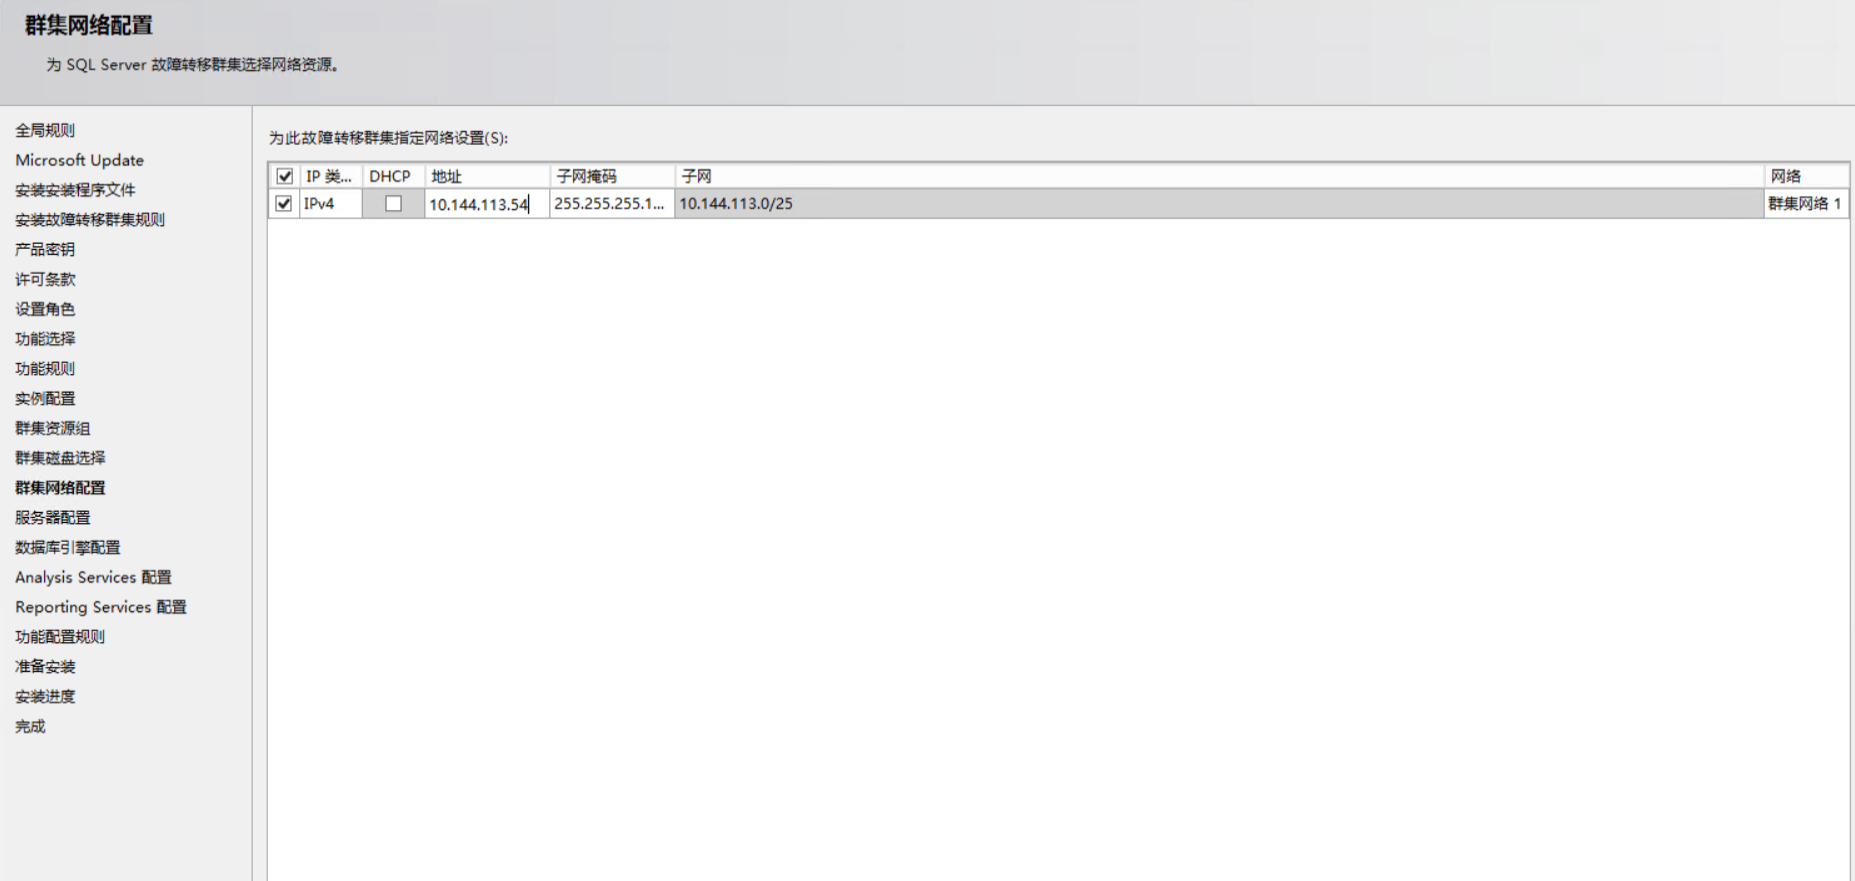 群集网络配置
为 SQL Server 故障转移群集选择网络资源。
全局规则
Microsoft Update
安装安装程序文件
安装故障转移群集规则
产品密钥
许可条款
设置角色
功能选择
功能规则
实例配置
群集资源组
群集磁盘选择
群集网络配置
服务器配置
数据库引擎配置
Analysis Services 配置
Reporting Services 配置
功能配置规则
准备安装
安装进度
完成
为此故障转移群集指定网络设置(S):
IP 类... DHCP 地址 子网掩码 子网 网络
IPv4 10.144.113.54 255.255.255.1... 10.144.113.0/25 群集网络 1